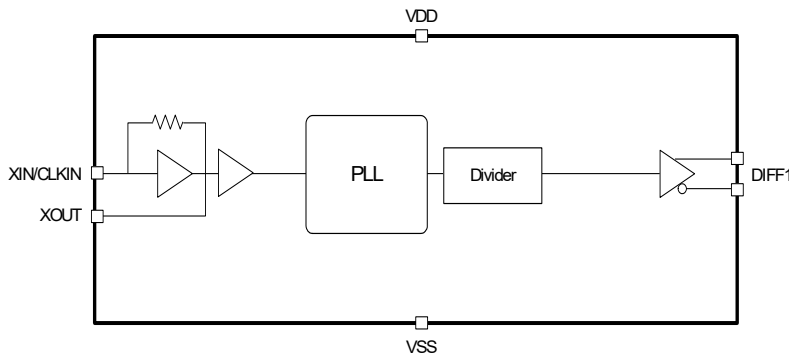 VDD
XIN/CLKIN
PLL
Divider
DIFF1
XOUT
VSS